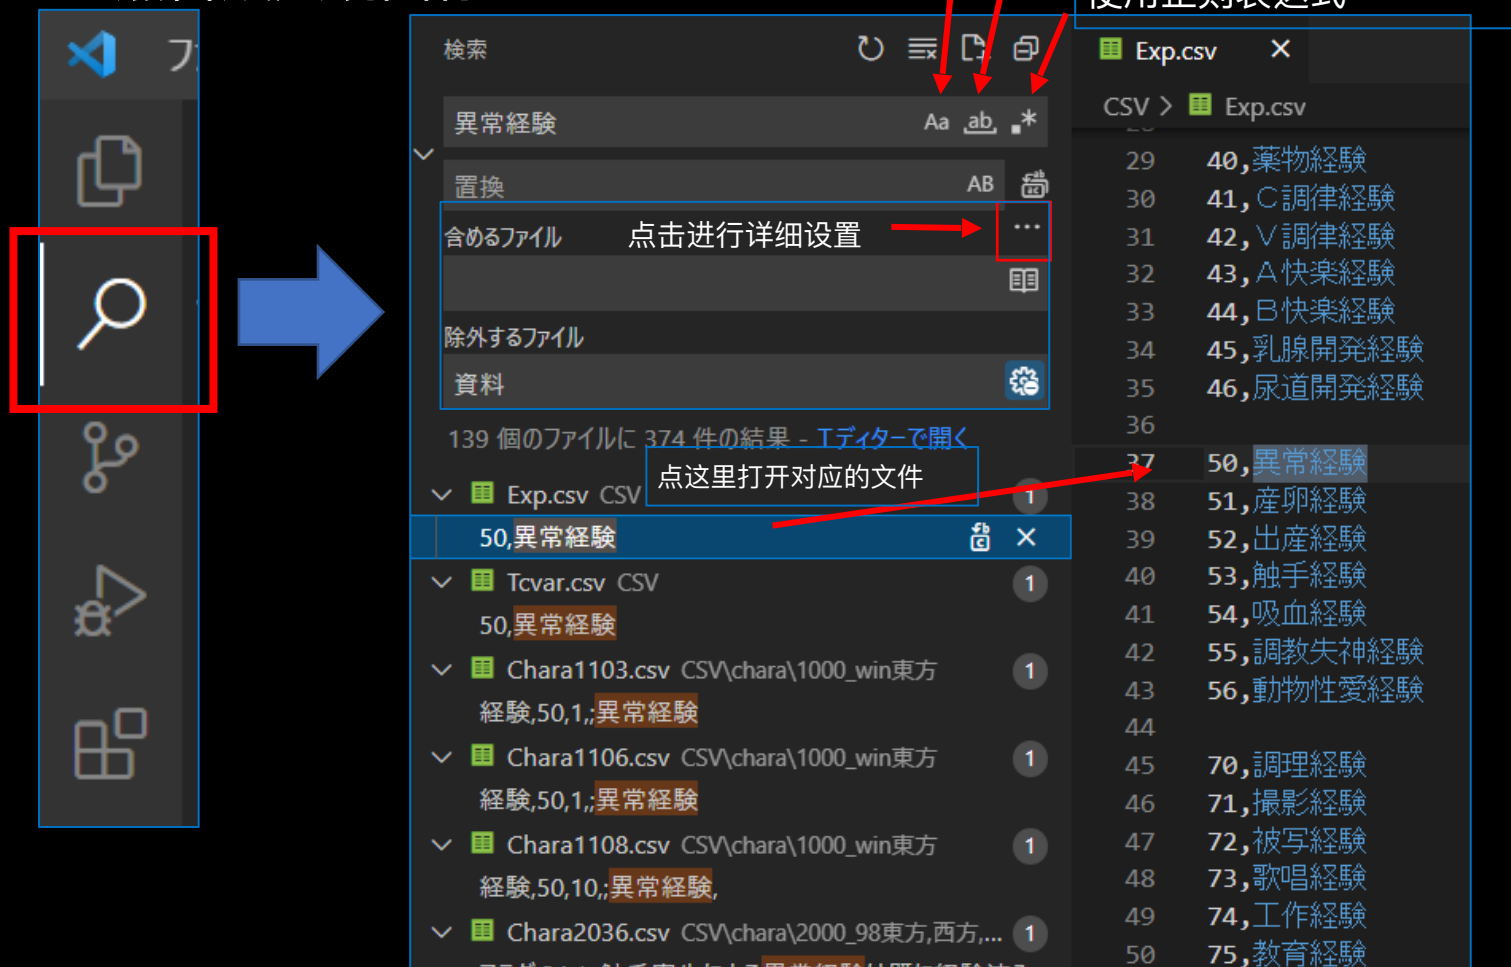 使用正则表达式
フ
検索
異常経験
Aa ab
置換
AB
含めるファイル
点击进行详细设置
除外するファイル
資料
139 個のファイルに 374 件の結果 -
点这里打开对应的文件
Exp.csv CSV 1
50,異常経験
Tcvar.csv CSV 1
50,異常経験
Chara1103.csv CSV\chara\1000_win東方 1
経験,50,1,;異常経験
Chara1106.csv CSV\chara\1000_win東方 1
経験,50,1,;異常経験
Chara1108.csv CSV\chara\1000_win東方 1
経験,50,10,;異常経験,
Chara2036.csv CSV\chara\2000_98東方,西方,... 1
Exp.csv
CSV > Exp.csv
29 40,薬物経験
30 41,Ｃ調律経験
31 42,Ｖ調律経験
32 43,Ａ快楽経験
33 44,Ｂ快楽経験
34 45,乳腺開発経験
35 46,尿道開発経験
36
37 50,異常経験
38 51,産卵経験
39 52,出産経験
40 53,触手経験
41 54,吸血経験
42 55,調教失神経験
43 56,動物性愛経験
44
45 70,調理経験
46 71,撮影経験
47 72,被写経験
48 73,歌唱経験
49 74,工作経験
50 75,教育経験